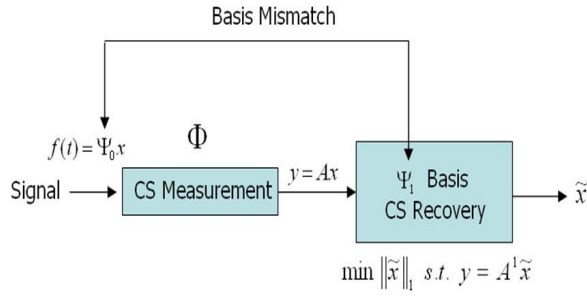 Basis Mismatch
f(t) = Ψ₀x
Φ
Signal
CS Measurement
y = Ax
Ψ₁ Basis
CS Recovery
x̃
min ‖x̃‖₁ s.t. y = A¹x̃